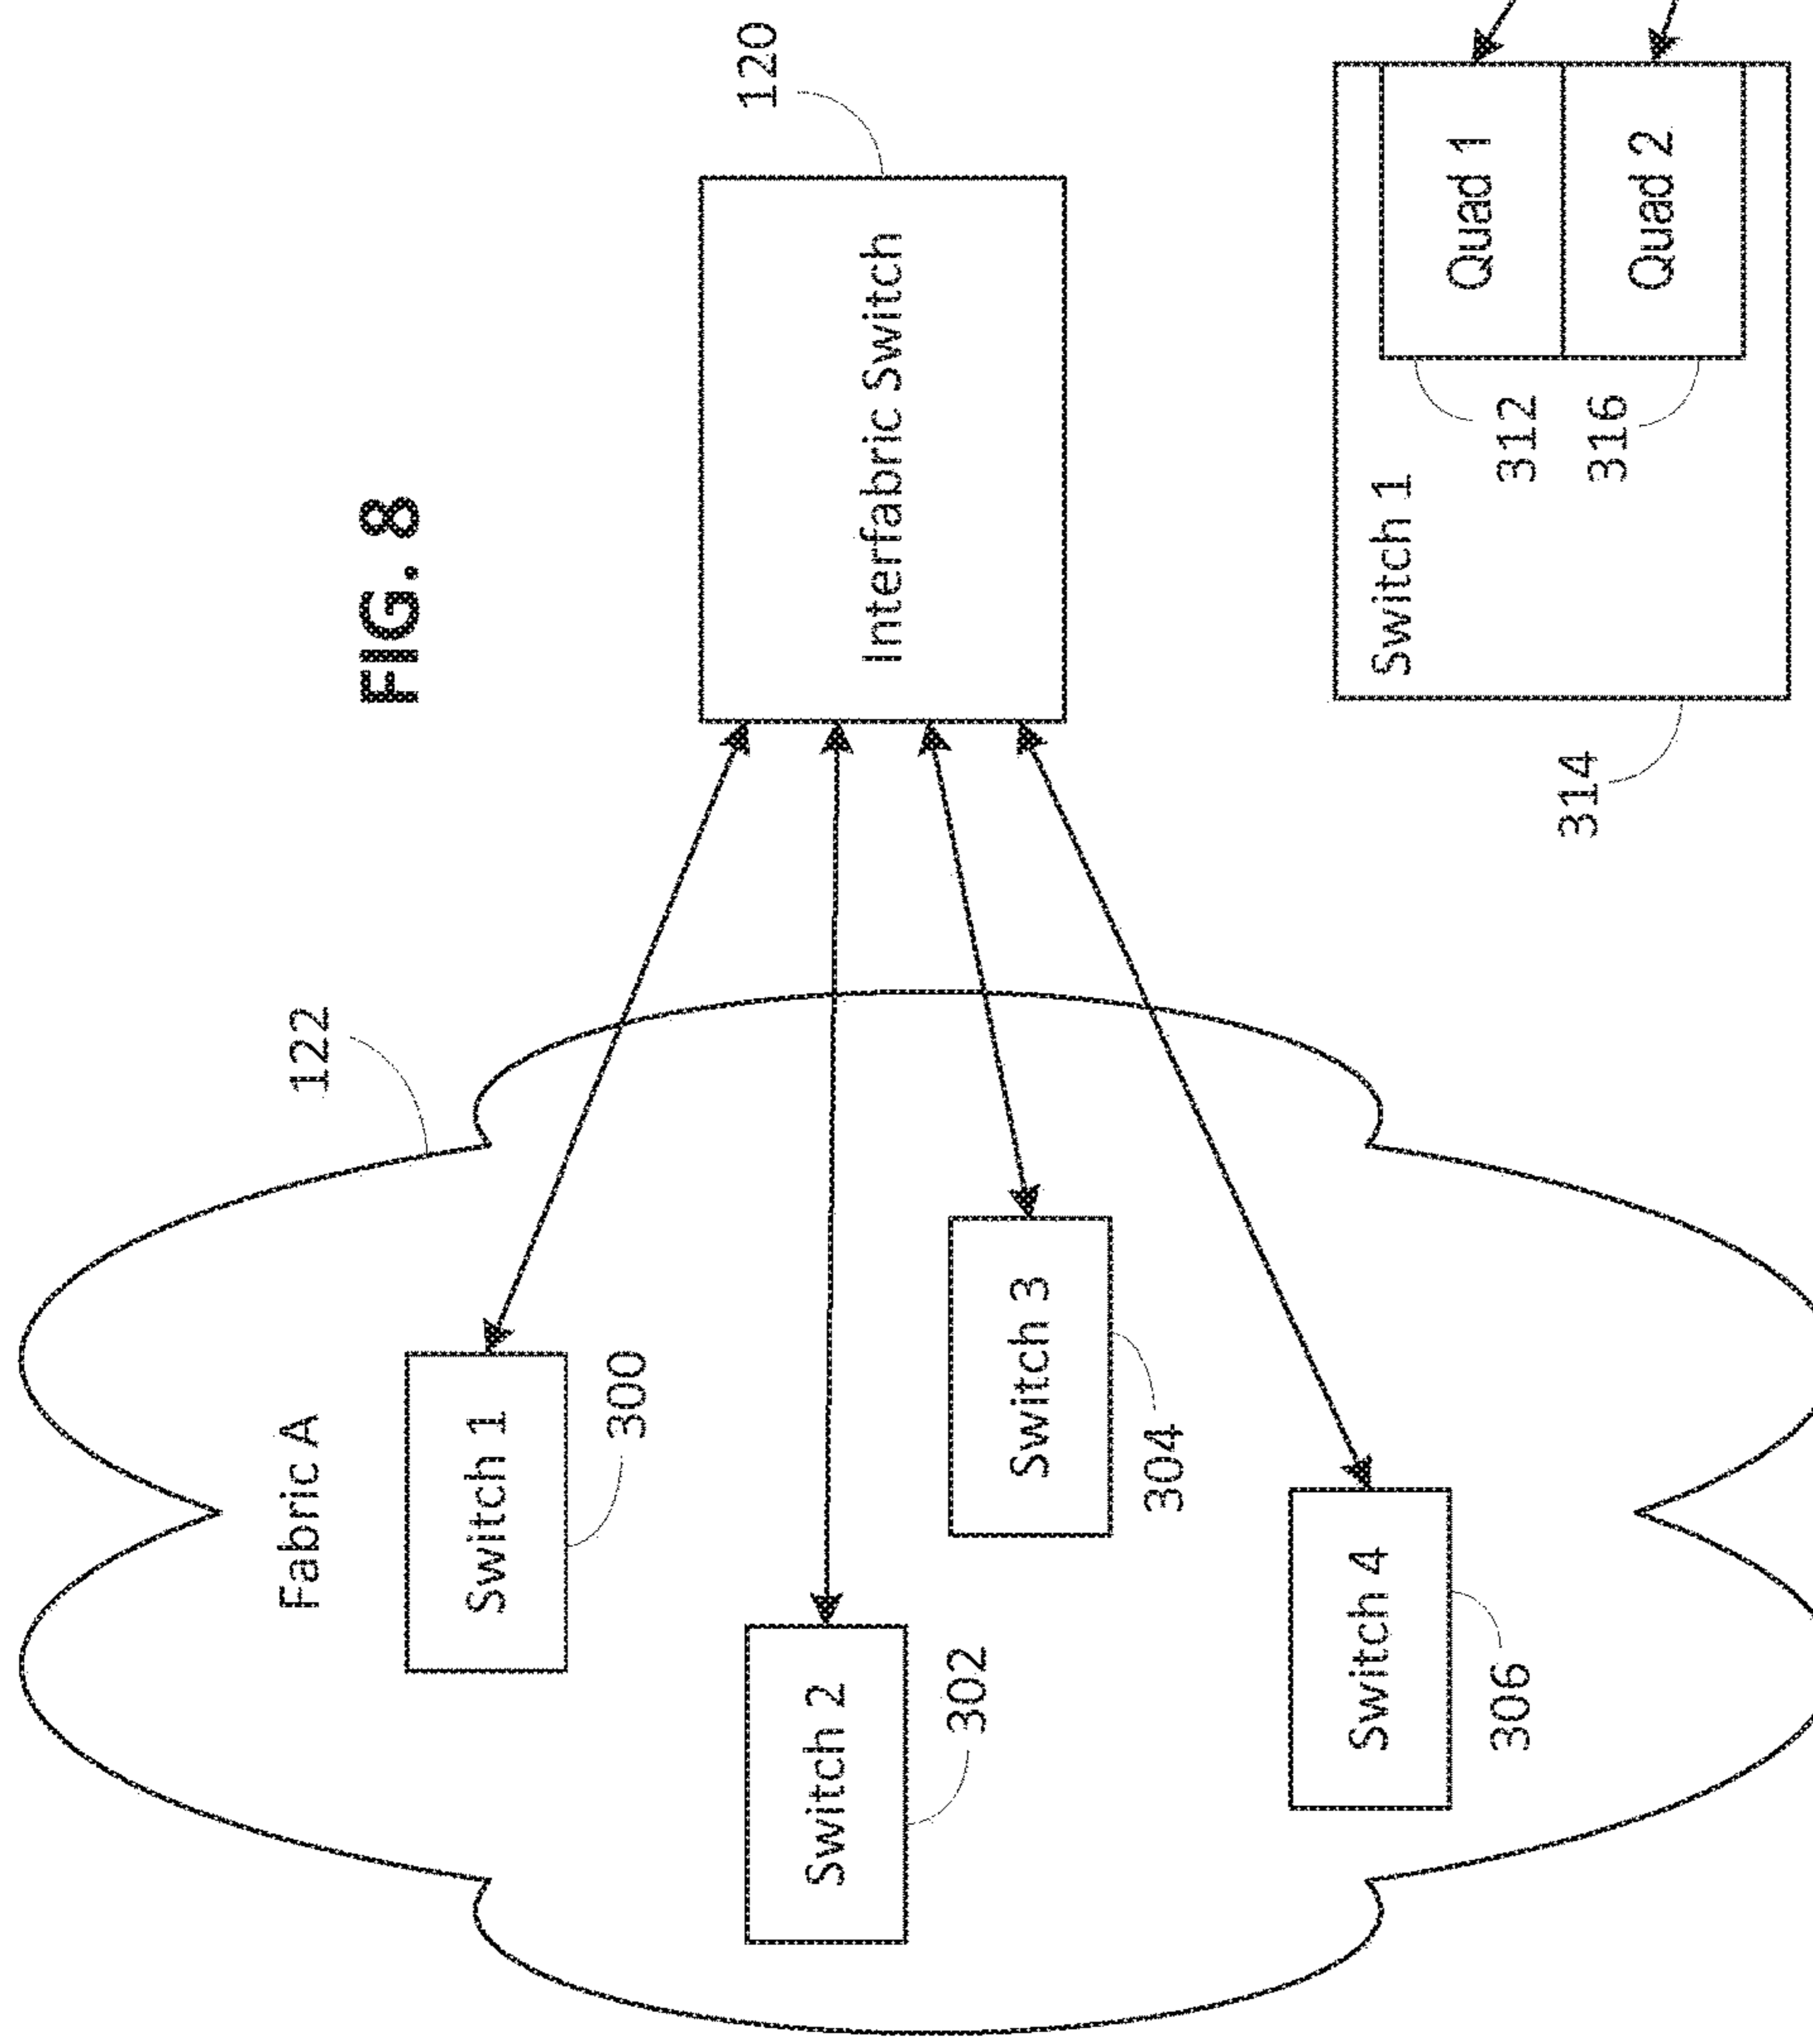 FIG. 8
Fabric A
122
Switch 1
300
Switch 2
302
Switch 3
304
Switch 4
306
Interfabric Switch
120
Switch 1
314
Quad 1
312
Quad 2
316